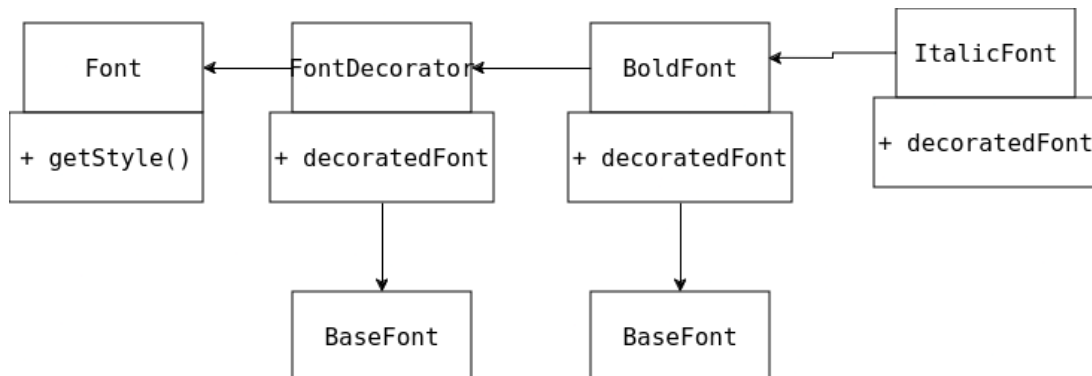 Font
FontDecorator
BoldFont
ItalicFont
+ getStyle()
+ decoratedFont
+ decoratedFont
+ decoratedFont
BaseFont
BaseFont